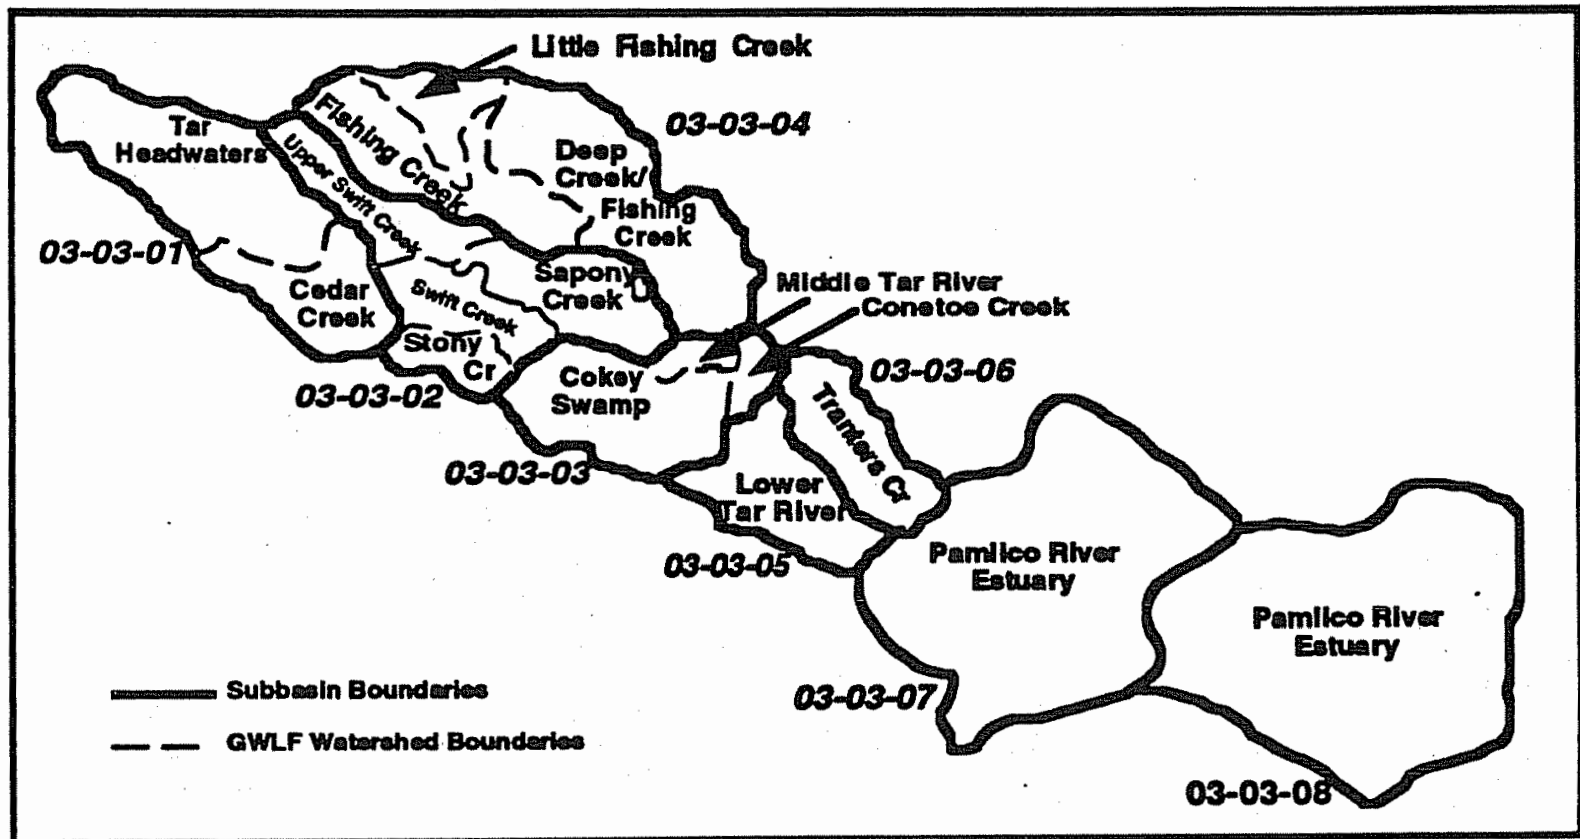 Little Fishing Creek
03-03-04
Tar
Headwaters
Fishing Creek
Upper Swift Creek
Deep
Creek/
Fishing
Creek
03-03-01
Cedar
Creek
Swift Creek
Sapony
Creek
Middle Tar River
Conetoe Creek
Stony
Cr
03-03-02
Cokey
Swamp
03-03-06
Tranters Cr
03-03-03
Lower
Tar River
03-03-05
Pamlico River
Estuary
Pamlico River
Estuary
03-03-07
03-03-08
Subbasin Boundaries
GWLF Watershed Boundaries